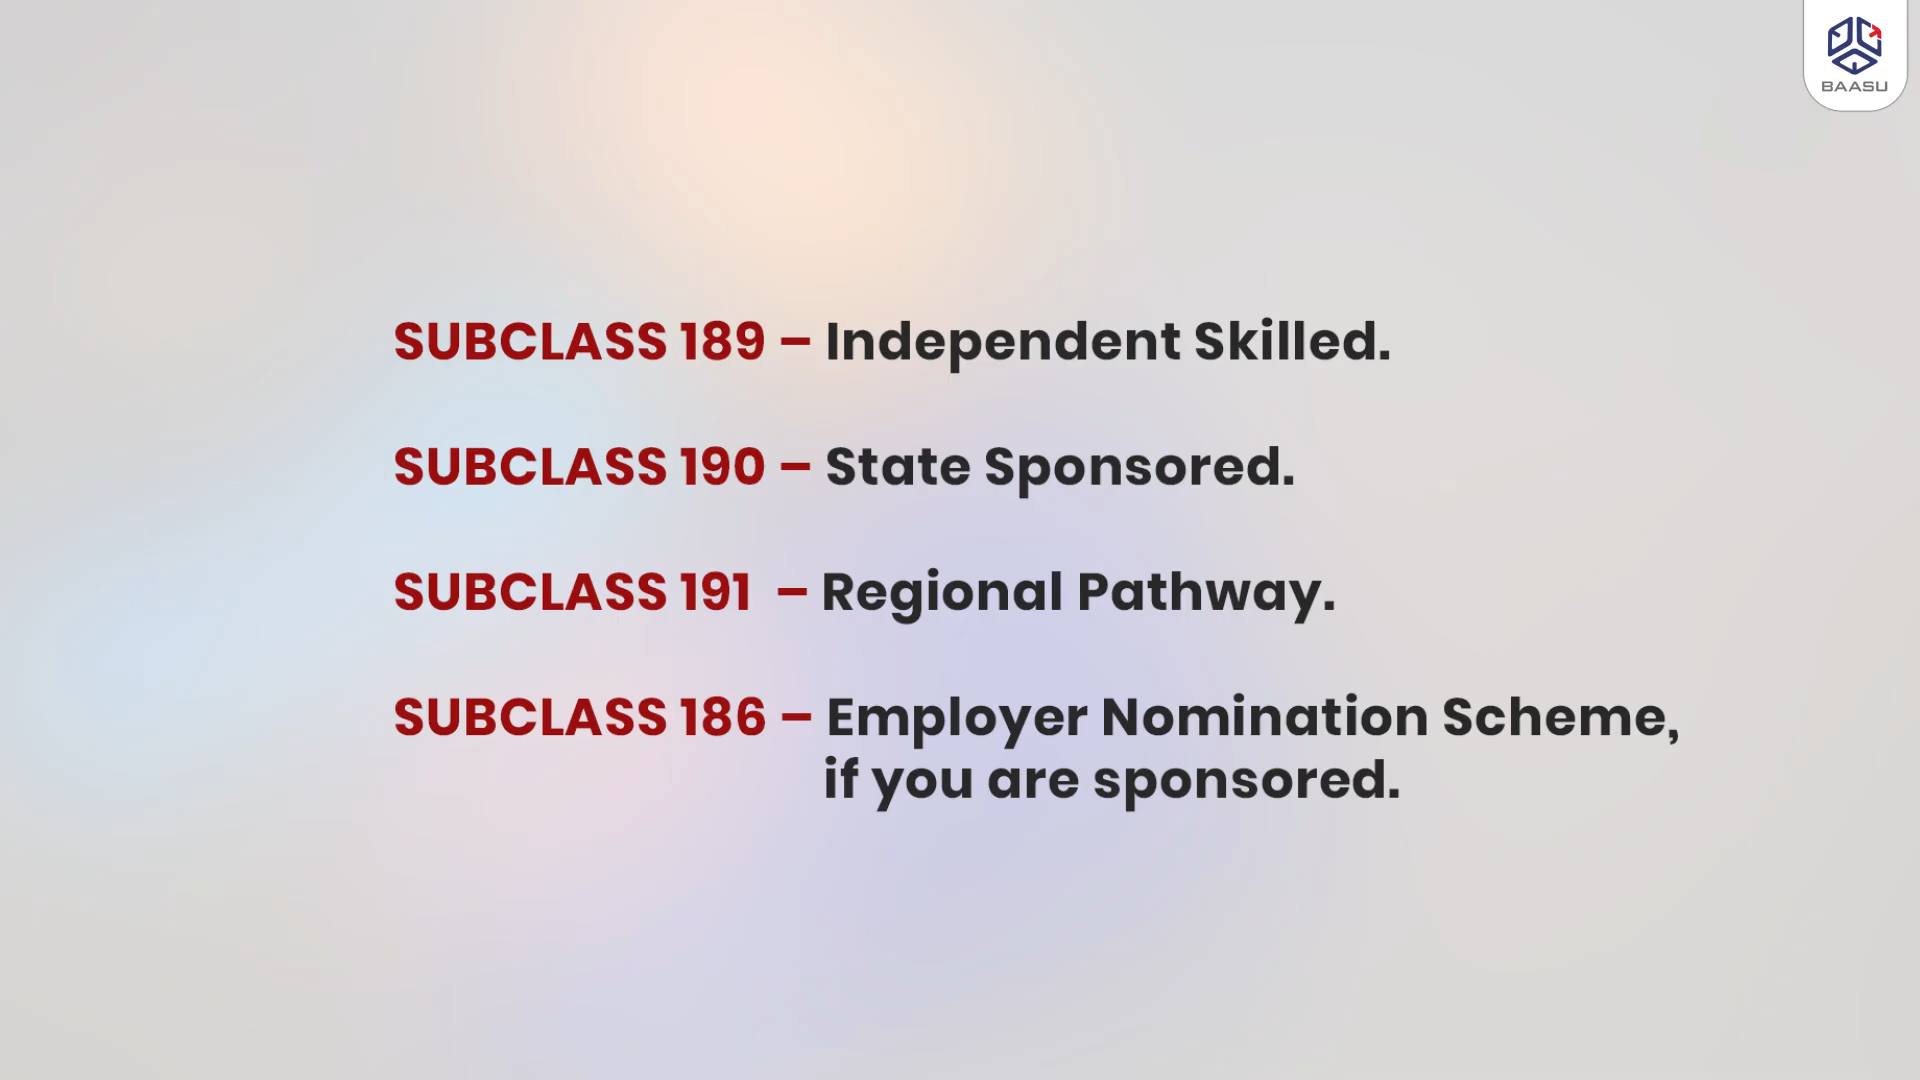 BAASU
SUBCLASS 189 – Independent Skilled.
SUBCLASS 190 – State Sponsored.
SUBCLASS 191 – Regional Pathway.
SUBCLASS 186 – Employer Nomination Scheme,
if you are sponsored.